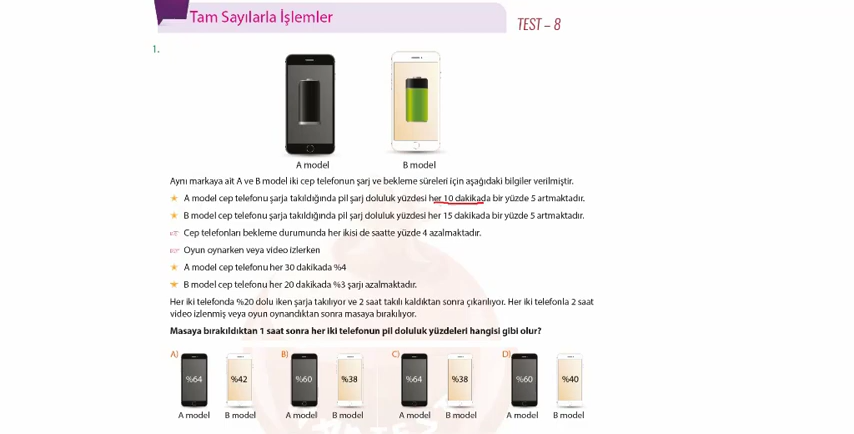 Tam Sayılarla İşlemler
TEST – 8
1.
A model
B model
Aynı markaya ait A ve B model iki cep telefonun şarj ve bekleme süreleri için aşağıdaki bilgiler verilmiştir.
★ A model cep telefonu şarja takıldığında pil şarj doluluk yüzdesi her 10 dakikada bir yüzde 5 artmaktadır.
★ B model cep telefonu şarja takıldığında pil şarj doluluk yüzdesi her 15 dakikada bir yüzde 5 artmaktadır.
☞ Cep telefonları bekleme durumunda her ikisi de saatte yüzde 4 azalmaktadır.
☞ Oyun oynarken veya video izlerken
★ A model cep telefonu her 30 dakikada %4
★ B model cep telefonu her 20 dakikada %3 şarjı azalmaktadır.
Her iki telefonda %20 dolu iken şarja takılıyor ve 2 saat takılı kaldıktan sonra çıkarılıyor. Her iki telefonla 2 saat
video izlenmiş veya oyun oynandıktan sonra masaya bırakılıyor.
Masaya bırakıldıktan 1 saat sonra her iki telefonun pil doluluk yüzdeleri hangisi gibi olur?
A) %64 %42 B) %60 %38 C) %64 %38 D) %60 %40
A model B model A model B model A model B model A model B model